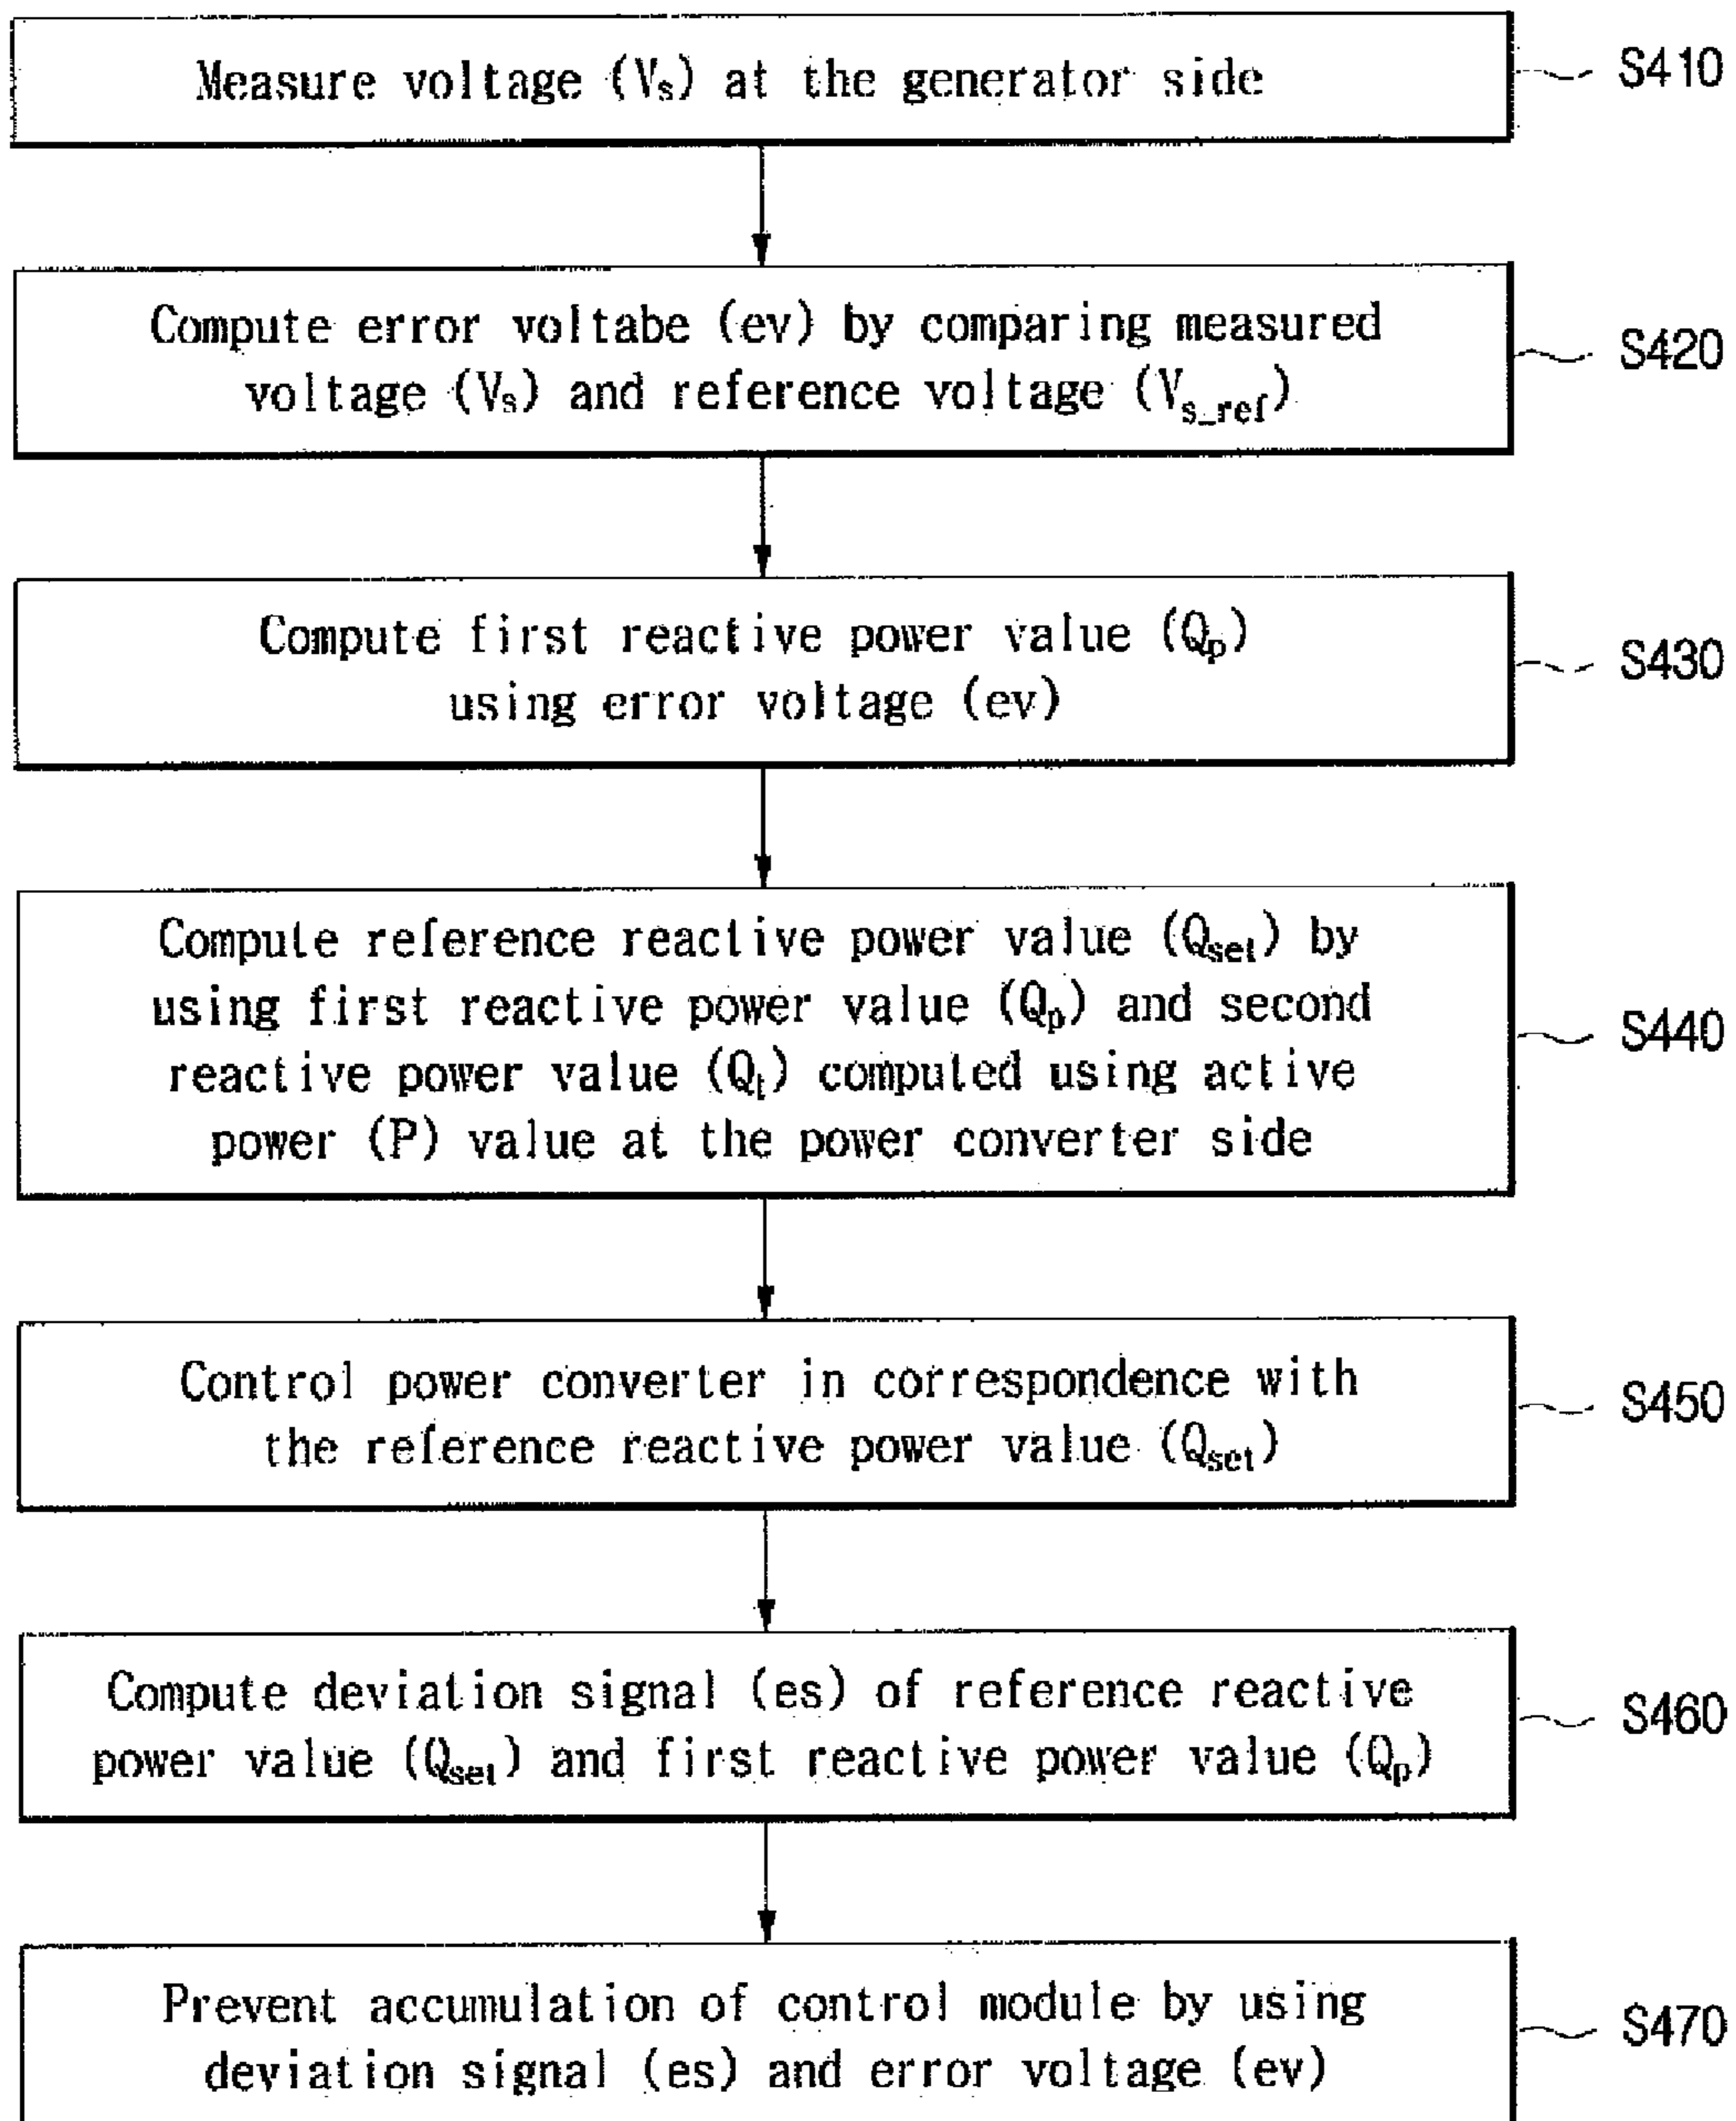 Measure voltage (Vs) at the generator side
S410
Compute error voltabe (ev) by comparing measured
voltage (Vs) and reference voltage (Vs_ref)
S420
Compute first reactive power value (Qp)
using error voltage (ev)
S430
Compute reference reactive power value (Qset) by
using first reactive power value (Qp) and second
reactive power value (Ql) computed using active
power (P) value at the power converter side
S440
Control power converter in correspondence with
the reference reactive power value (Qset)
S450
Compute deviation signal (es) of reference reactive
power value (Qset) and first reactive power value (Qp)
S460
Prevent accumulation of control module by using
deviation signal (es) and error voltage (ev)
S470